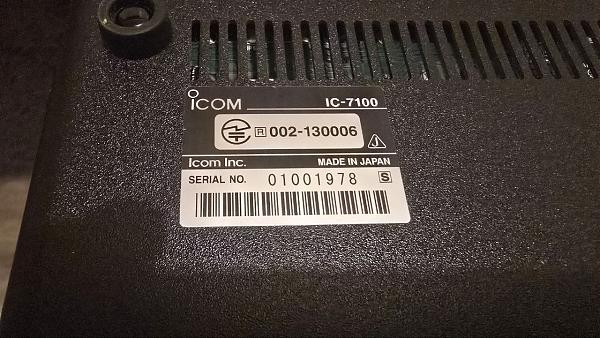 ICOM IC-7100
R 002-130006
Icom Inc. MADE IN JAPAN
SERIAL NO. 01001978 S